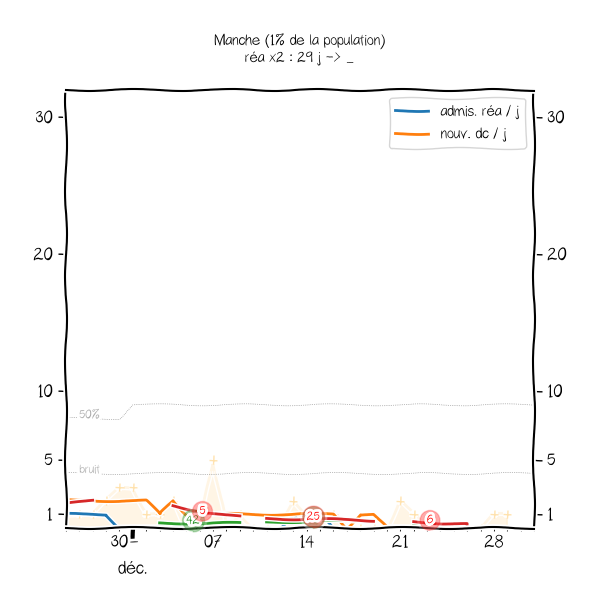 Manche (1% de la population)
réa x2 : 29 j -> _
admis. réa / j
nouv. dc / j
30 30
20 20
10 10
50%
5 5
bruit
1 1
5
25
6
30 07 14 21 28
déc.